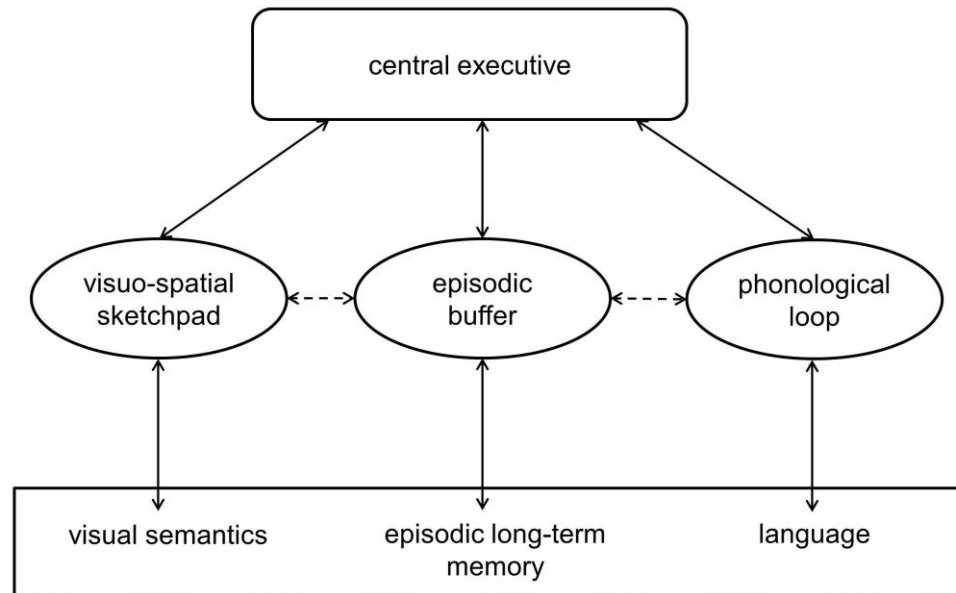 central executive
visuo-spatial
sketchpad
episodic
buffer
phonological
loop
visual semantics
episodic long-term
memory
language